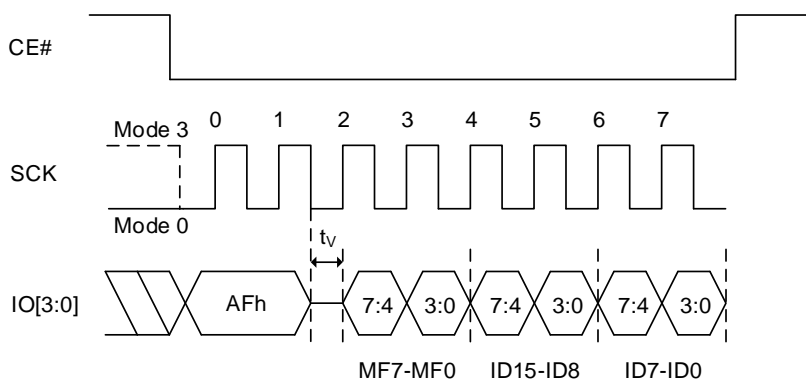 CE#
0 1 2 3 4 5 6 7
Mode 3
SCK
Mode 0
tV
IO[3:0]
AFh 7:4 3:0 7:4 3:0 7:4 3:0
MF7-MF0 ID15-ID8 ID7-ID0